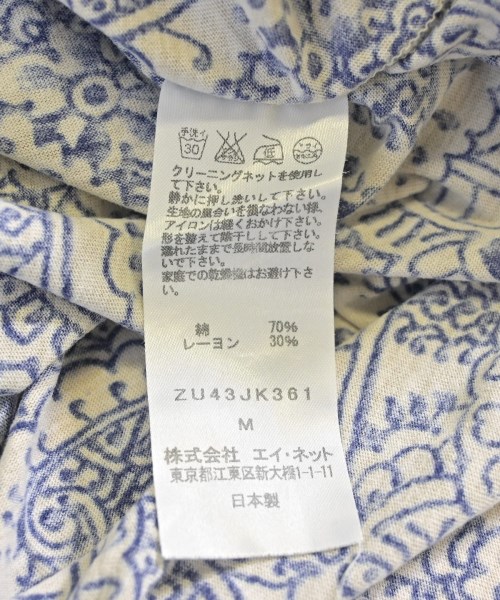 手洗イ
30
クリーニングネットを使用し
て下さい。
静かに押し洗いして下さい。
生地の風合いを損なわない様、
アイロンは軽くおかけ下さい。
形を整えて陰干しして下さい。
濡れたままで長時間放置しな
いで下さい。
家庭での乾燥機はお避け下さ
い。
綿 70%
レーヨン 30%
ZU43JK361
M
株式会社 エイ・ネット
東京都江東区新大橋1-1-11
日本製